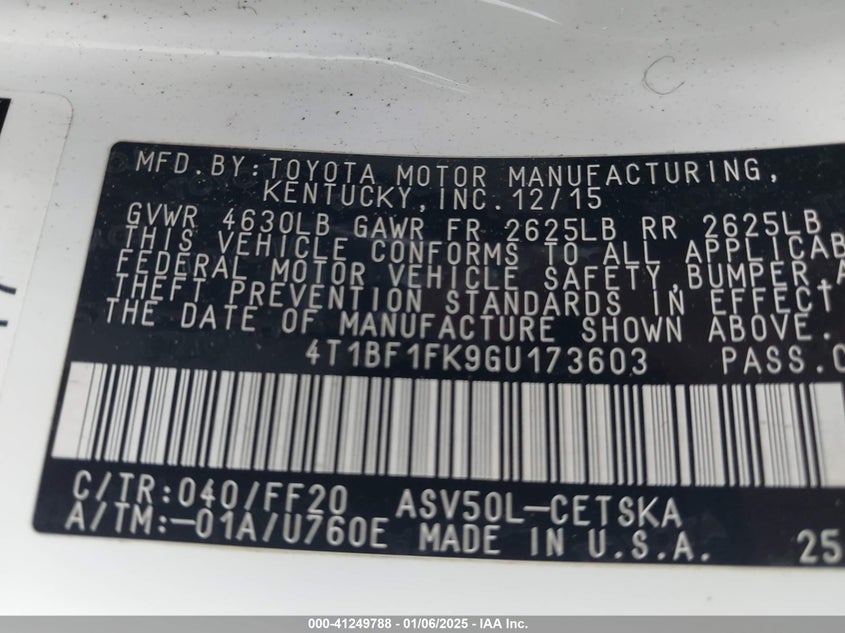 MFD. BY: TOYOTA MOTOR MANUFACTURING,
KENTUCKY, INC. 12/15
GVWR 4630LB GAWR FR 2625LB RR 2625LB
THIS VEHICLE CONFORMS TO ALL APPLICAB
FEDERAL MOTOR VEHICLE SAFETY, BUMPER, A
THEFT PREVENTION STANDARDS IN EFFECT
THE DATE OF MANUFACTURE SHOWN ABOVE.
4T1BF1FK9GU173603 PASS. C
C/TR: 040/FF20 ASV50L-CETSKA
A/TM: -01A/U760E MADE IN U.S.A. 25
000-41249788 - 01/06/2025 - IAA Inc.